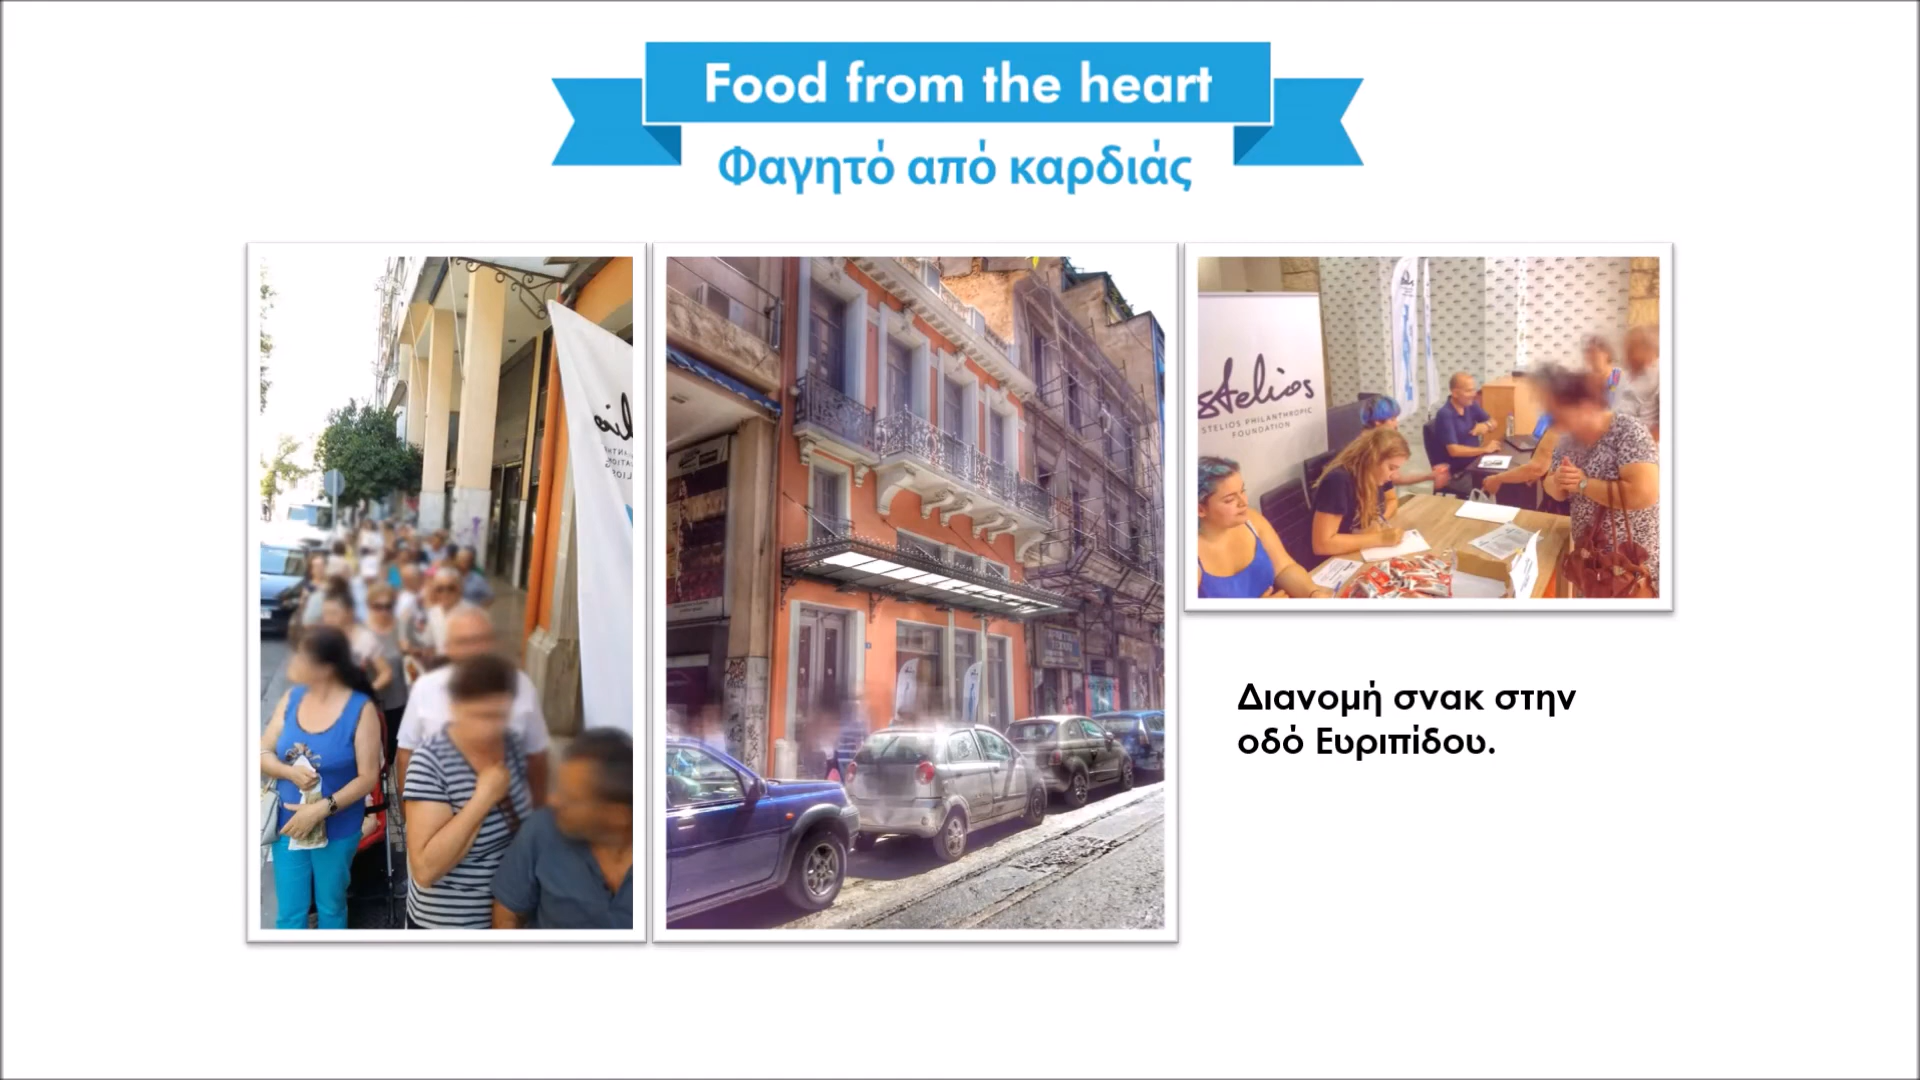 Food from the heart
Φαγητό από καρδιάς
stelios
STELIOS PHILANTHROPIC
FOUNDATION
Διανομή σνακ στην
οδό Ευριπίδου.